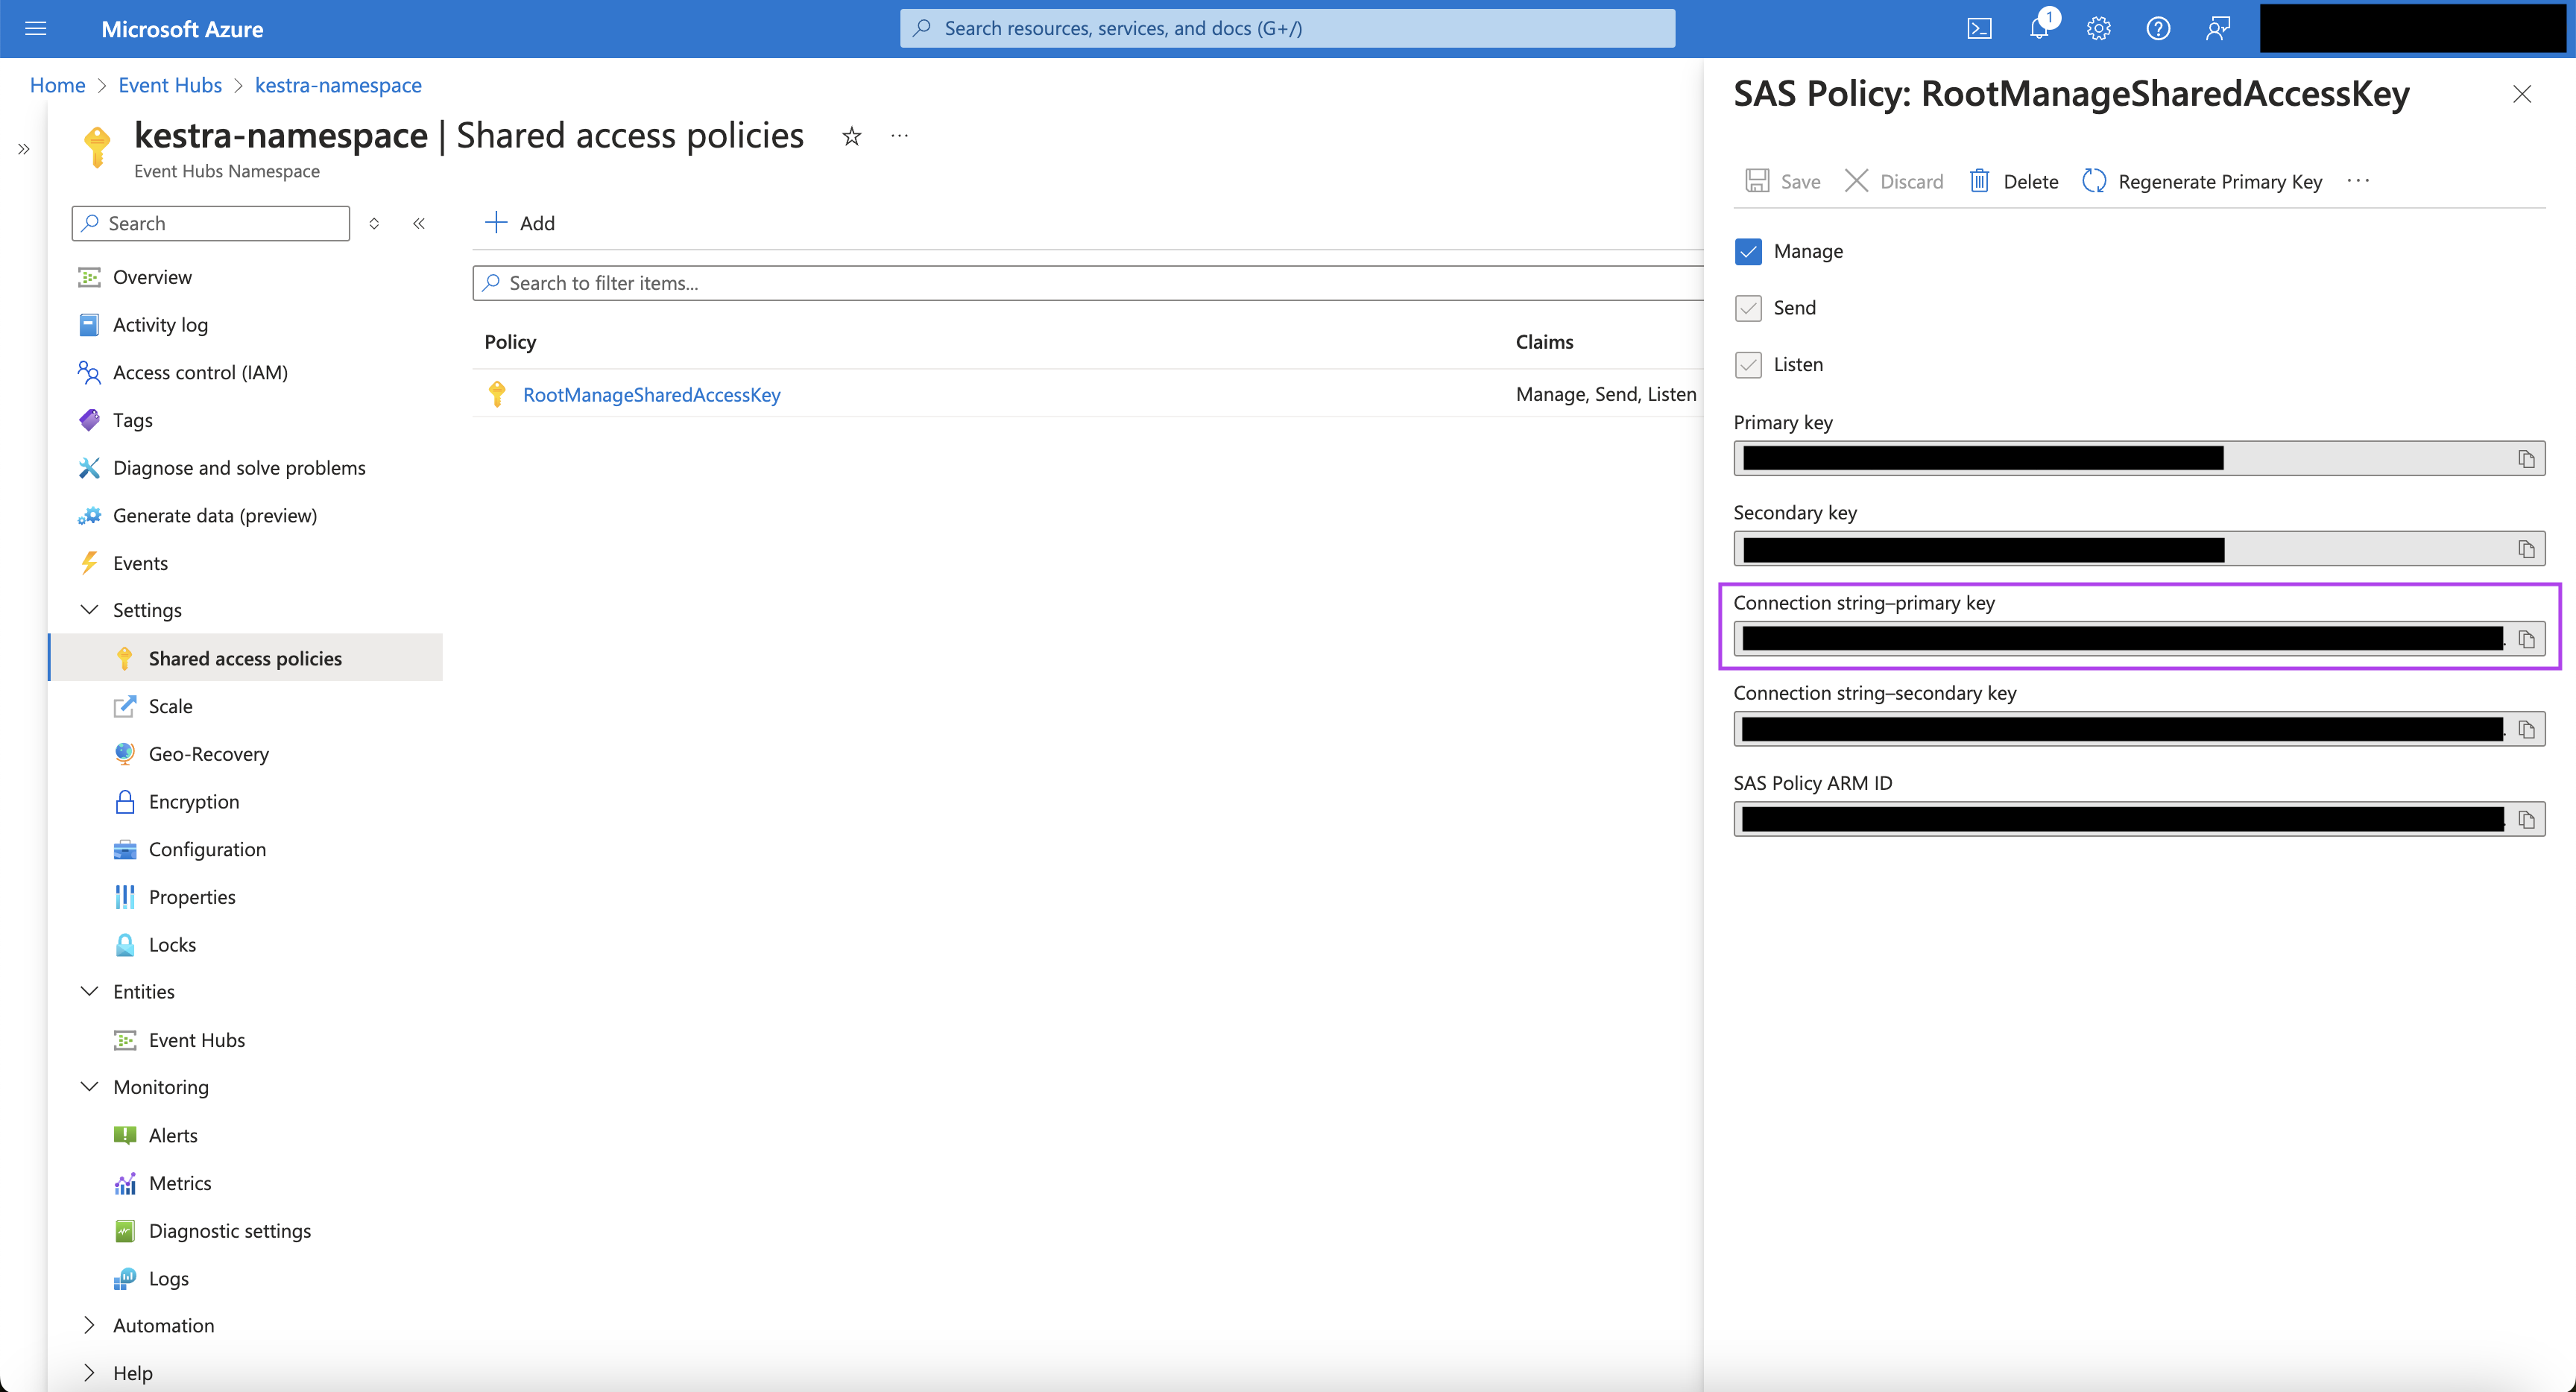 Microsoft Azure
Search resources, services, and docs (G+/)
1
Home > Event Hubs > kestra-namespace
kestra-namespace | Shared access policies
Event Hubs Namespace
Search
Overview
Activity log
Access control (IAM)
Tags
Diagnose and solve problems
Generate data (preview)
Events
Settings
Shared access policies
Scale
Geo-Recovery
Encryption
Configuration
Properties
Locks
Entities
Event Hubs
Monitoring
Alerts
Metrics
Diagnostic settings
Logs
Automation
Help
Add
Search to filter items...
Policy Claims
RootManageSharedAccessKey Manage, Send, Listen
SAS Policy: RootManageSharedAccessKey
Save Discard Delete Regenerate Primary Key
Manage
Send
Listen
Primary key
Secondary key
Connection string–primary key
Connection string–secondary key
SAS Policy ARM ID